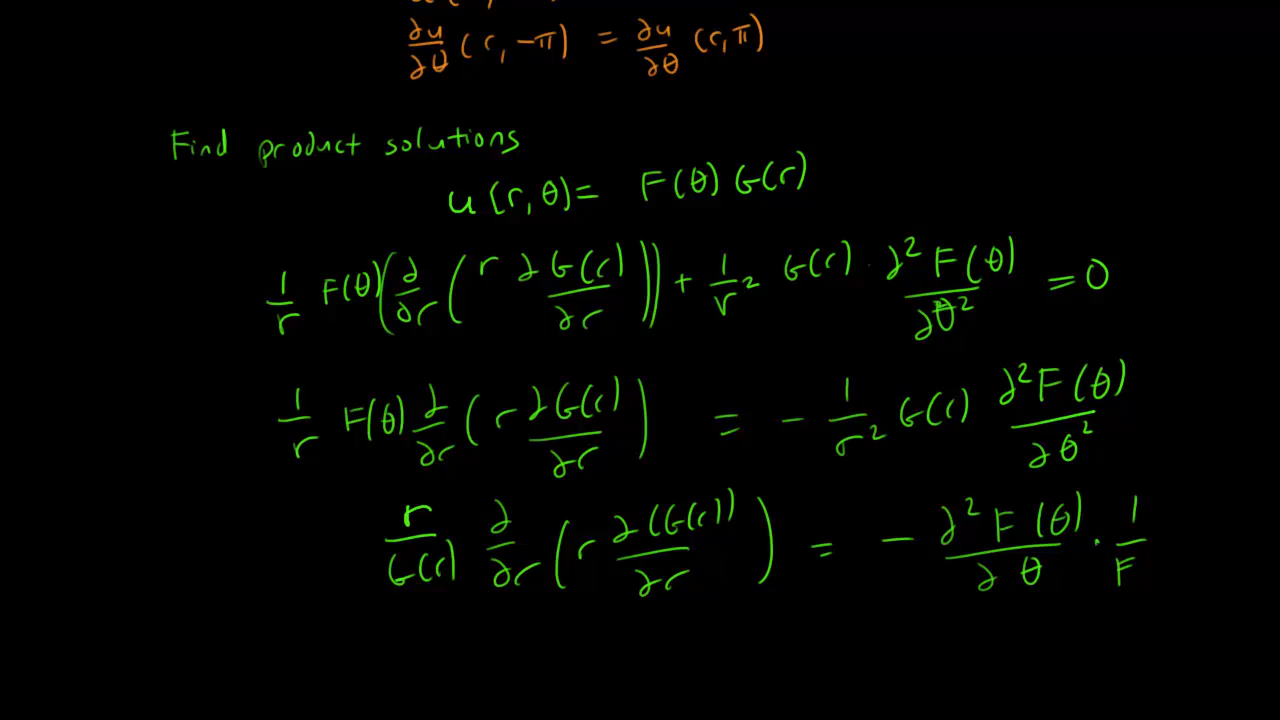 ∂u/∂θ (r, -π) = ∂u/∂θ (r, π)
Find product solutions
u(r, θ) = F(θ) G(r)
1/r F(θ) (∂/∂r (r ∂G(r)/∂r)) + 1/r² G(r) · ∂²F(θ)/∂θ² = 0
1/r F(θ) ∂/∂r (r ∂G(r)/∂r) = - 1/r² G(r) ∂²F(θ)/∂θ²
r/G(r) ∂/∂r (r ∂(G(r))/∂r) = - ∂²F(θ)/∂θ · 1/F